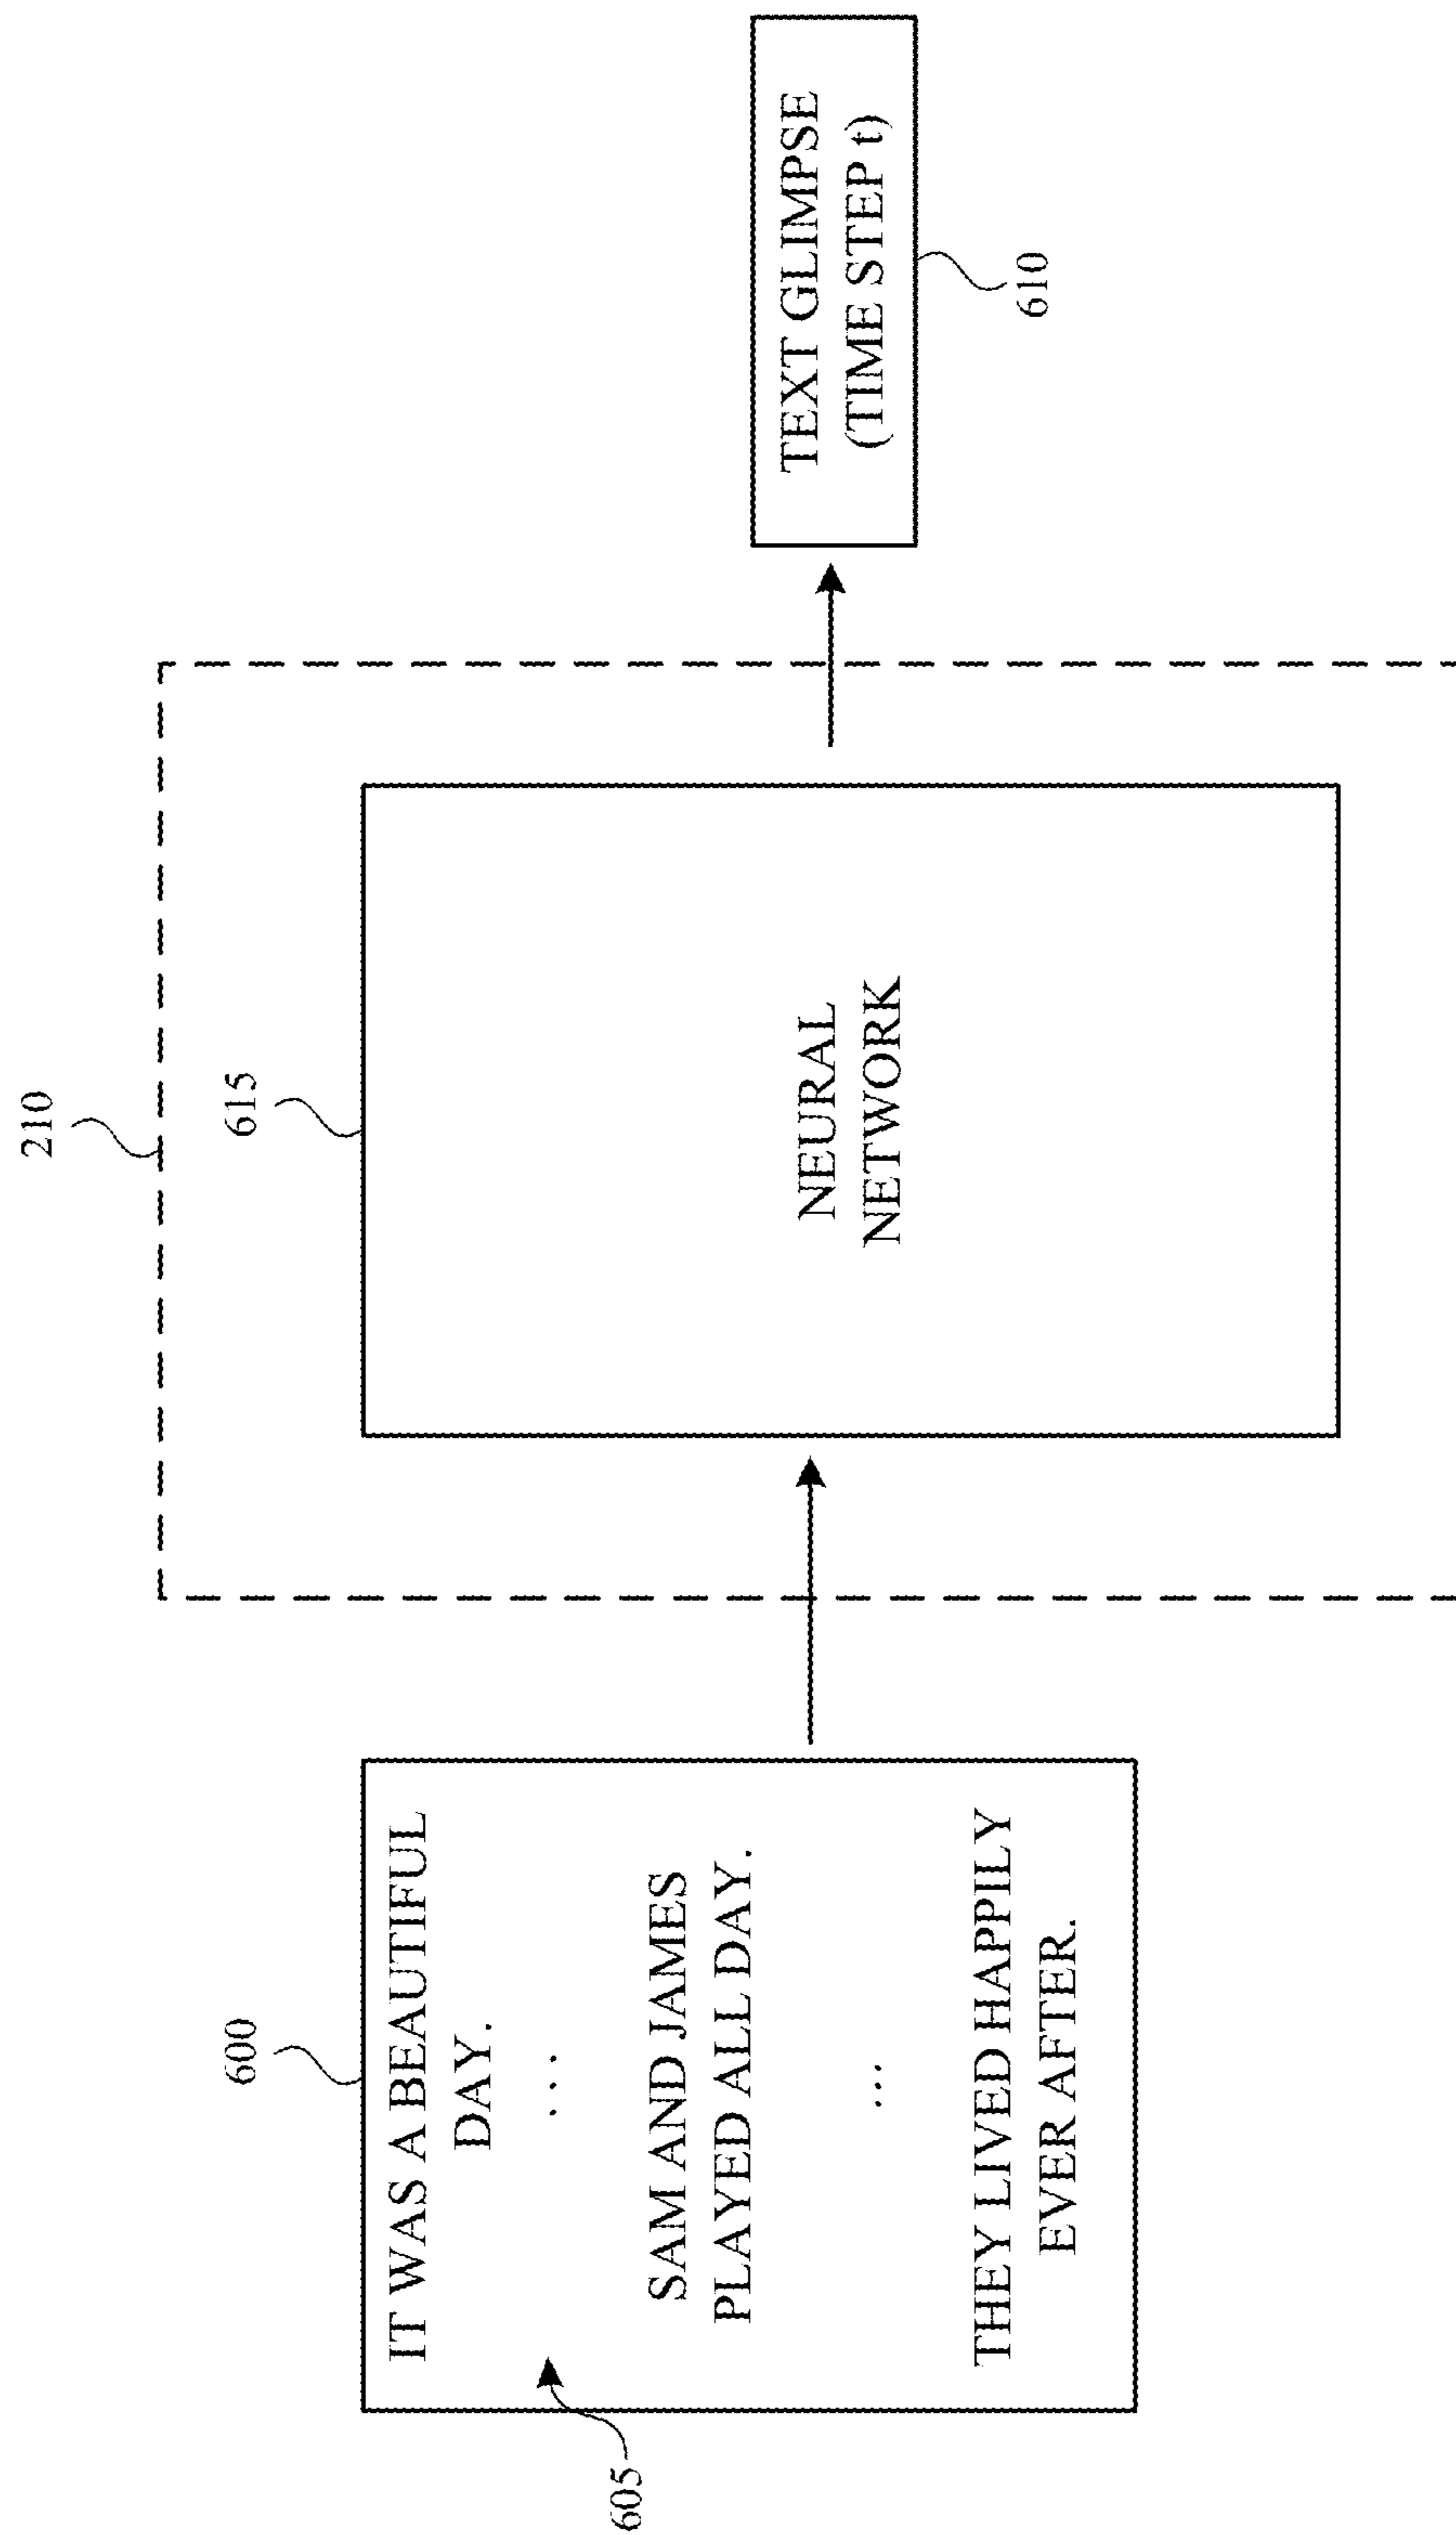 210
600
IT WAS A BEAUTIFUL
DAY.
...
SAM AND JAMES
PLAYED ALL DAY.
...
THEY LIVED HAPPILY
EVER AFTER.
605
615
NEURAL
NETWORK
TEXT GLIMPSE
(TIME STEP t)
610